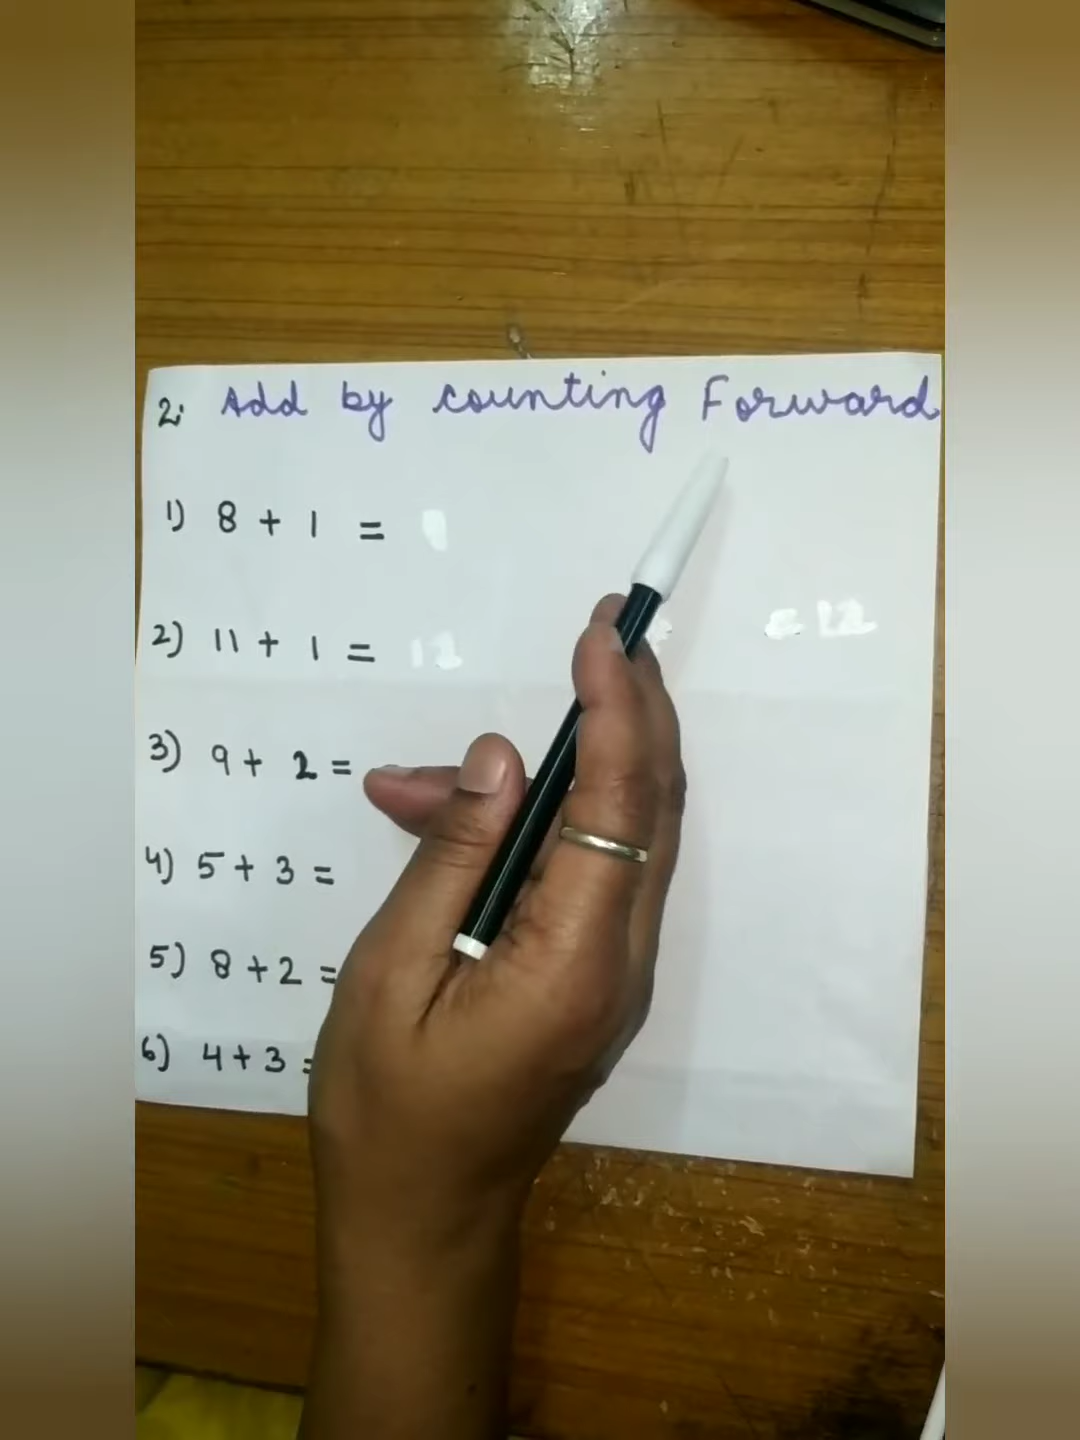 2. Add by counting Forward
1) 8 + 1 =
2) 11 + 1 = 12 = 12
3) 9 + 2 =
4) 5 + 3 =
5) 8 + 2 =
6) 4 + 3 =